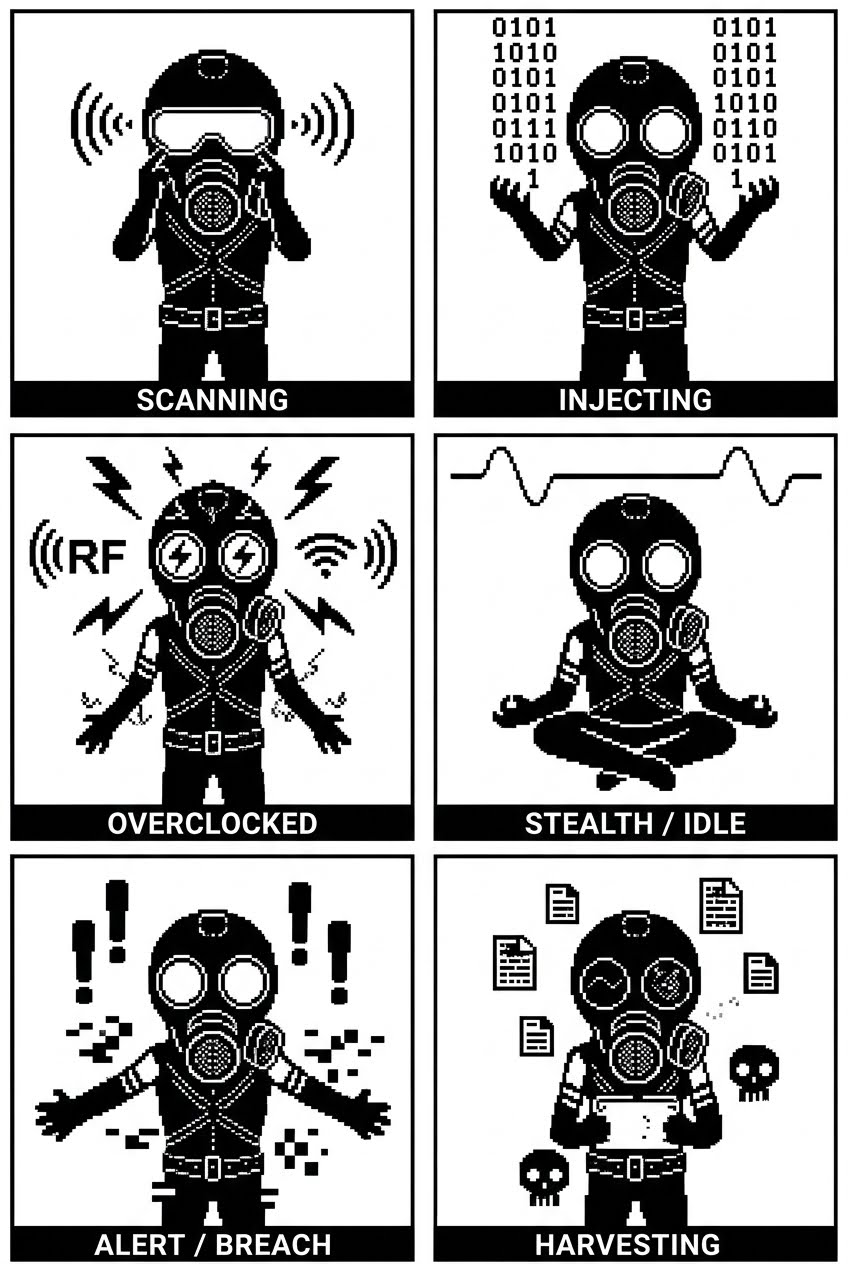 0101 0101
1010 0101
0101 0101
0101 1010
0111 0110
1010 0101
1 1
SCANNING
INJECTING
RF
OVERCLOCKED
STEALTH / IDLE
! ! ! !
ALERT / BREACH
HARVESTING